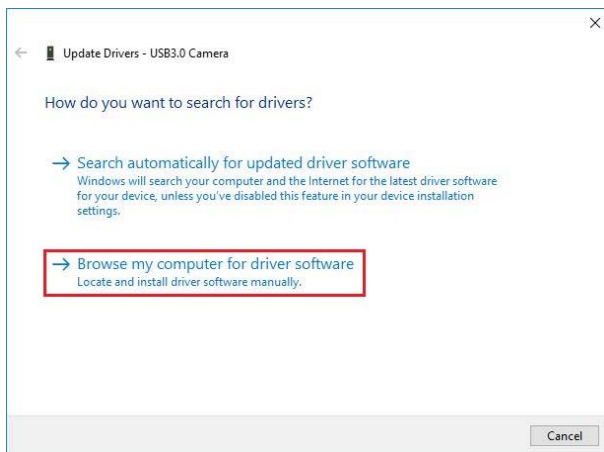 Update Drivers - USB3.0 Camera
How do you want to search for drivers?
Search automatically for updated driver software
Windows will search your computer and the Internet for the latest driver software
for your device, unless you've disabled this feature in your device installation
settings.
Browse my computer for driver software
Locate and install driver software manually.
Cancel